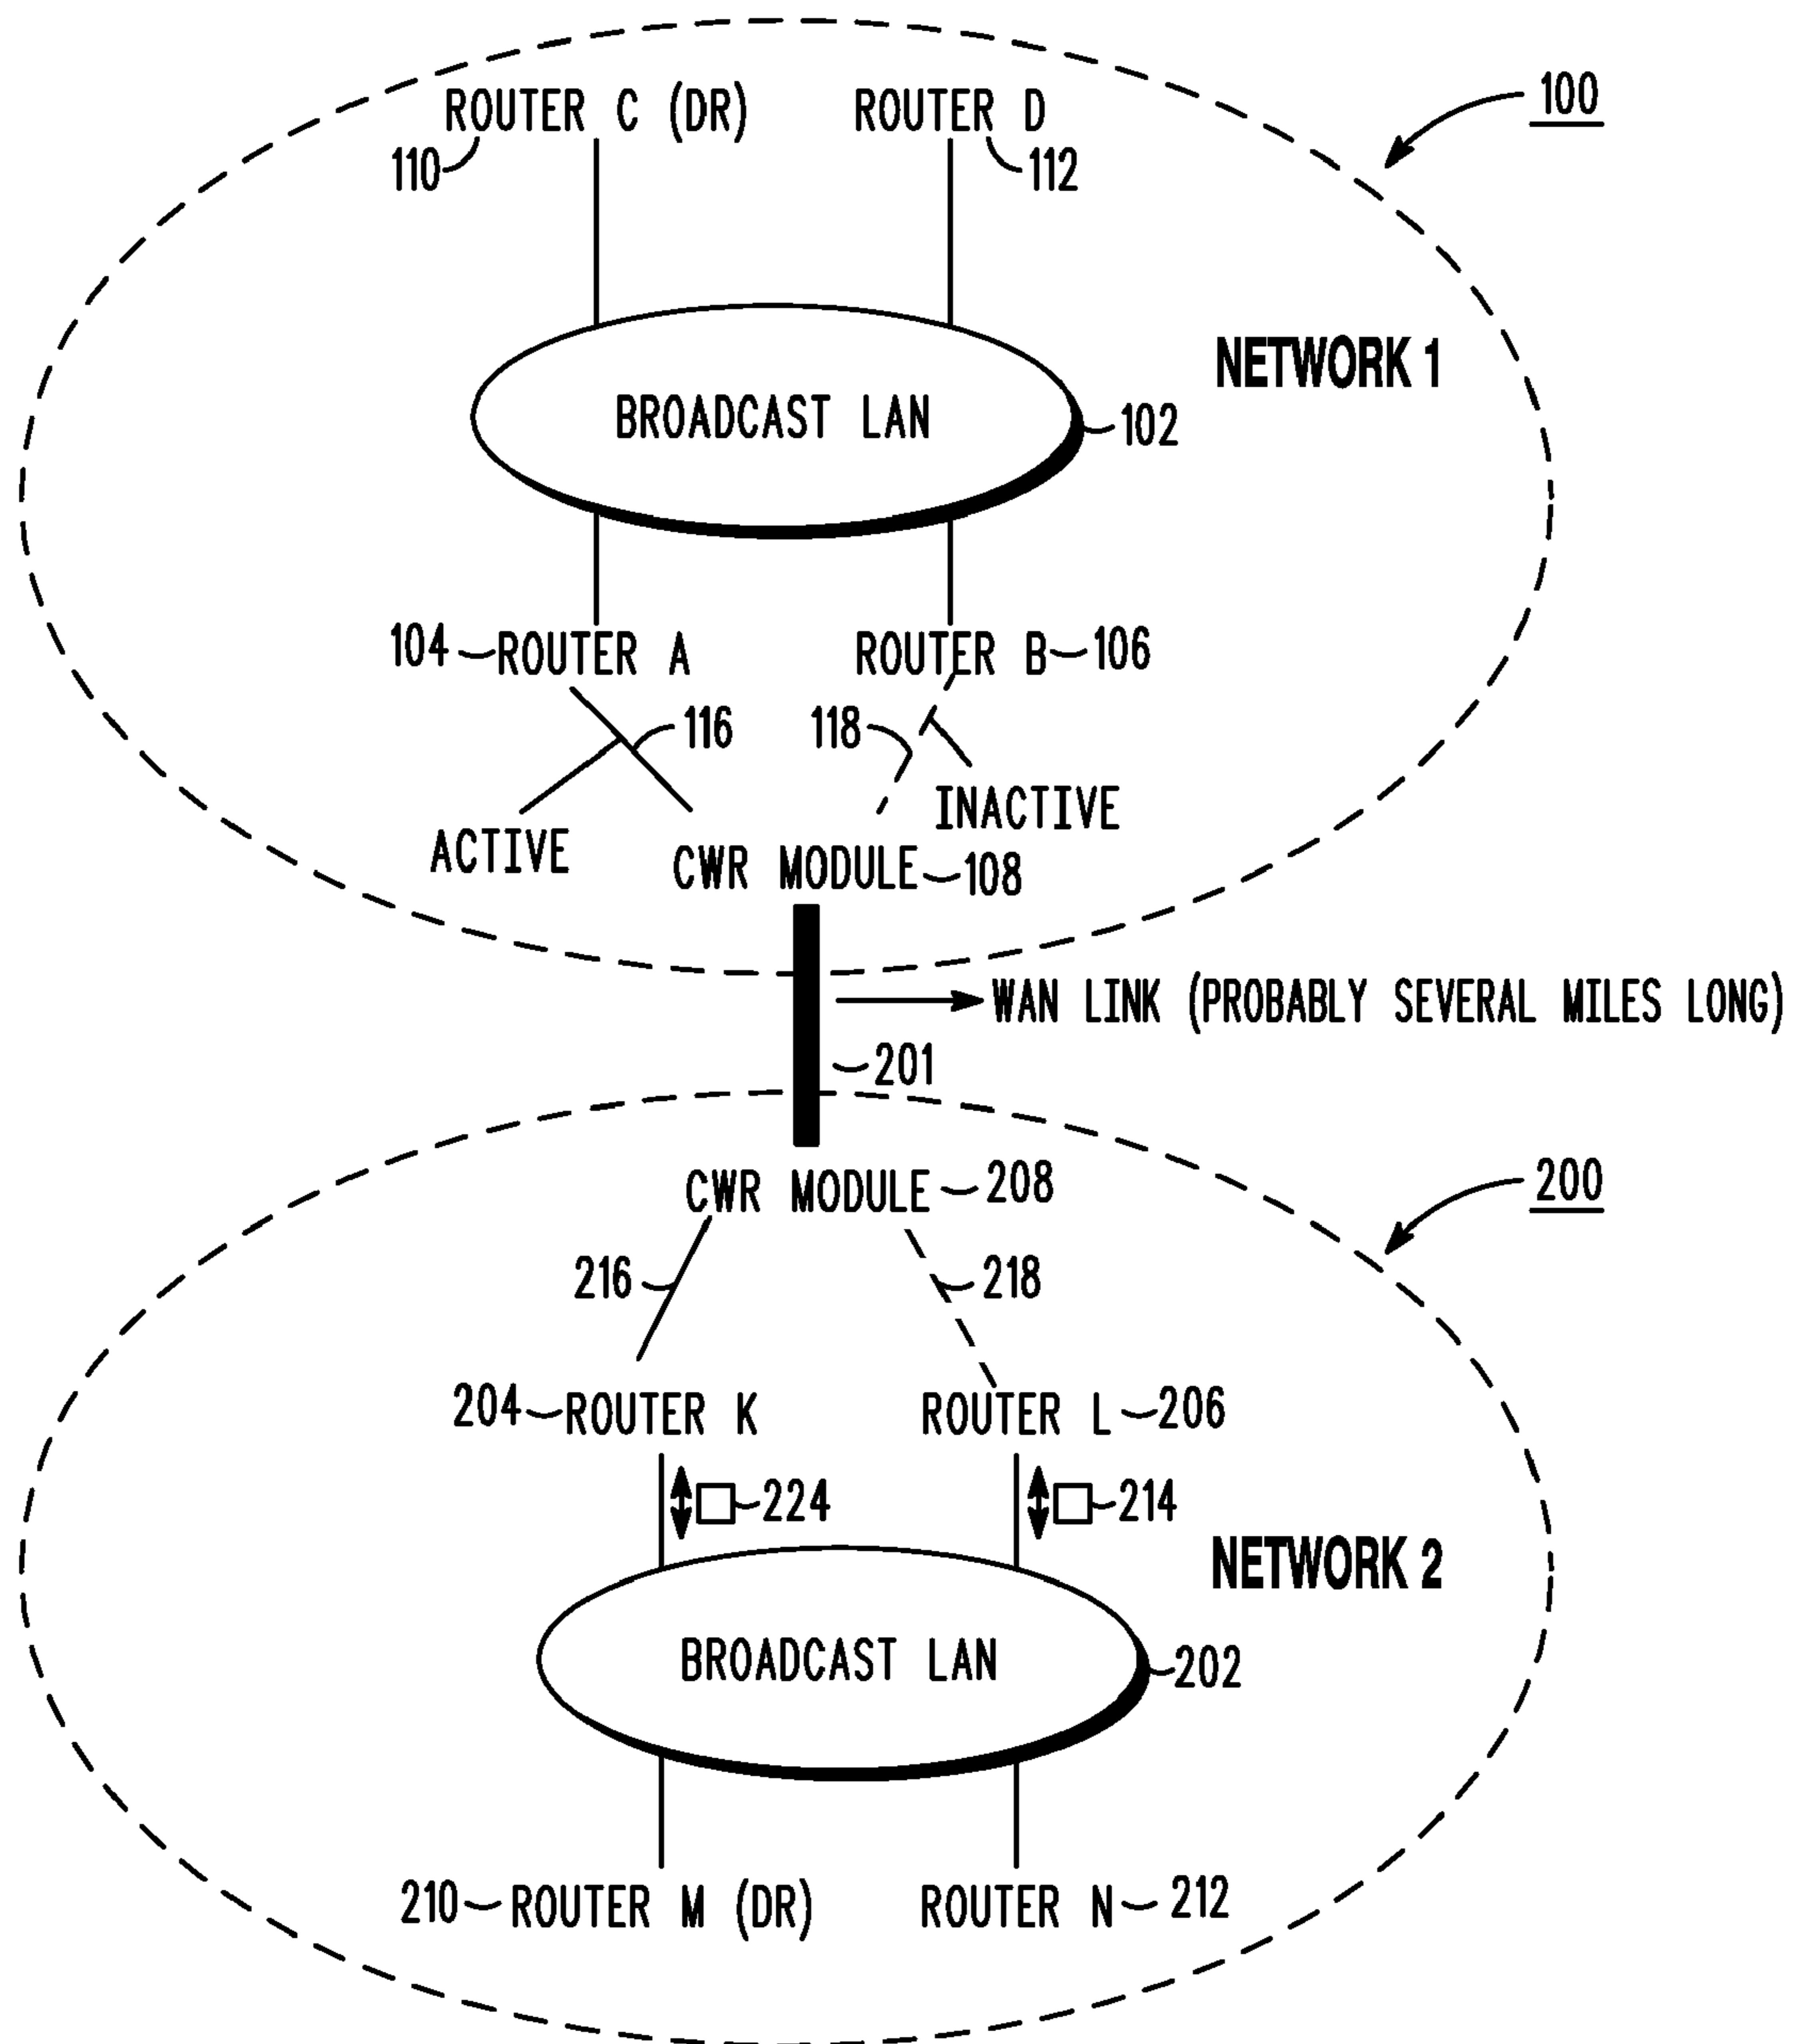 100
ROUTER C (DR)
ROUTER D
110
112
NETWORK 1
BROADCAST LAN
102
104
ROUTER A
ROUTER B
106
116
118
INACTIVE
ACTIVE
CWR MODULE
108
WAN LINK (PROBABLY SEVERAL MILES LONG)
201
CWR MODULE
208
200
216
218
204
ROUTER K
ROUTER L
206
224
214
NETWORK 2
BROADCAST LAN
202
210
ROUTER M (DR)
ROUTER N
212